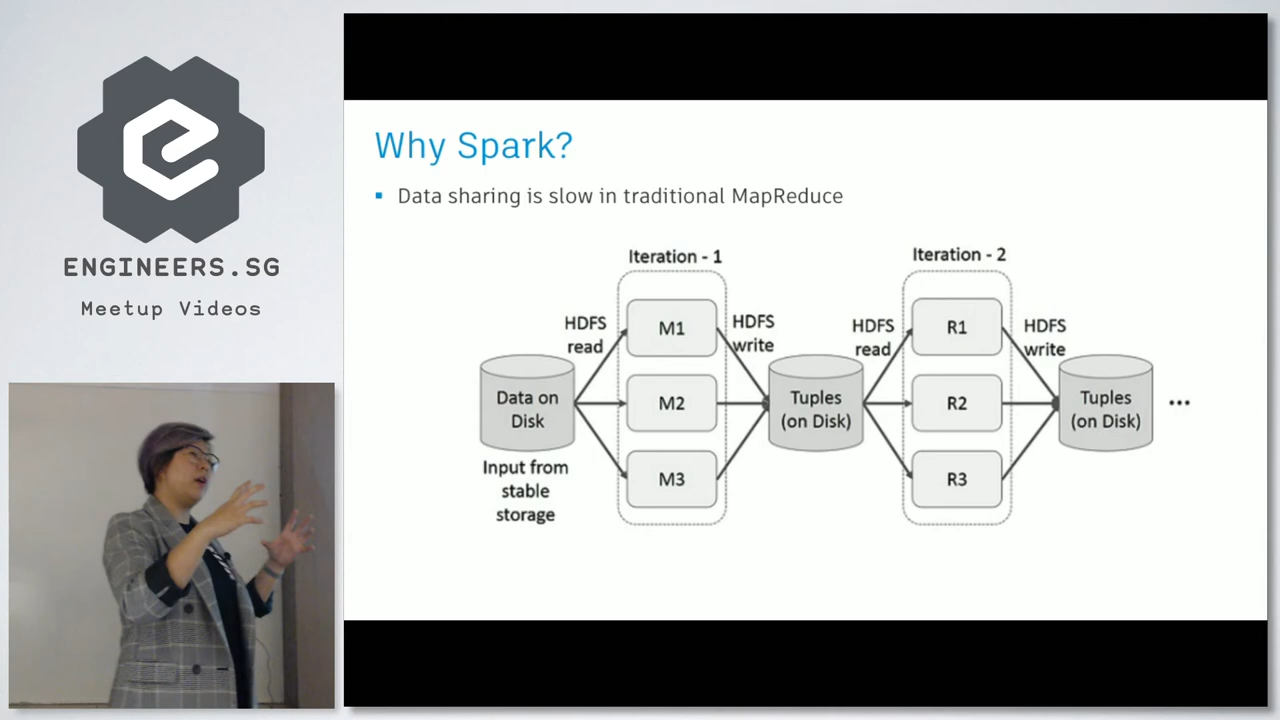 ENGINEERS.SG
Meetup Videos
Why Spark?
Data sharing is slow in traditional MapReduce
Iteration - 1
Iteration - 2
HDFS
read
M1
HDFS
write
HDFS
read
R1
HDFS
write
Data on
Disk
M2
Tuples
(on Disk)
R2
Tuples
(on Disk)
...
Input from
stable
storage
M3
R3